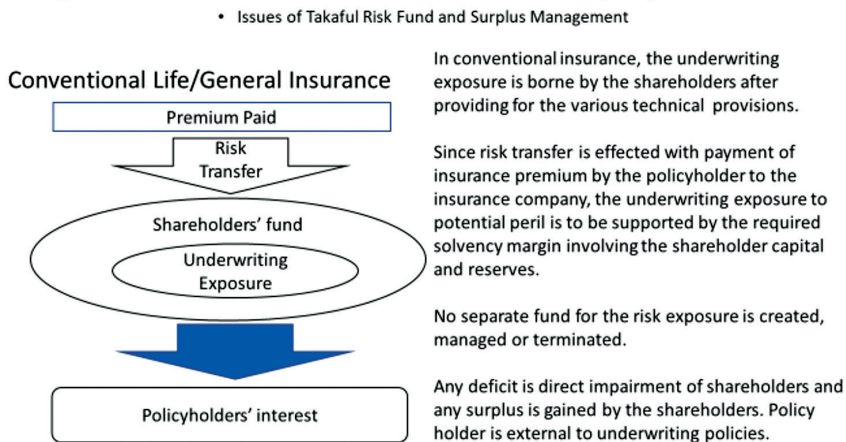 • Issues of Takaful Risk Fund and Surplus Management
Conventional Life/General Insurance
Premium Paid
Risk
Transfer
Shareholders' fund
Underwriting
Exposure
Policyholders' interest
In conventional insurance, the underwriting
exposure is borne by the shareholders after
providing for the various technical provisions.
Since risk transfer is effected with payment of
insurance premium by the policyholder to the
insurance company, the underwriting exposure to
potential peril is to be supported by the required
solvency margin involving the shareholder capital
and reserves.
No separate fund for the risk exposure is created,
managed or terminated.
Any deficit is direct impairment of shareholders and
any surplus is gained by the shareholders. Policy
holder is external to underwriting policies.